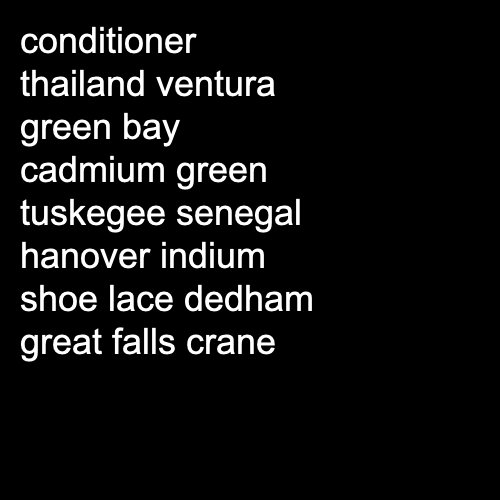 conditioner
thailand ventura
green bay
cadmium green
tuskegee senegal
hanover indium
shoe lace dedham
great falls crane